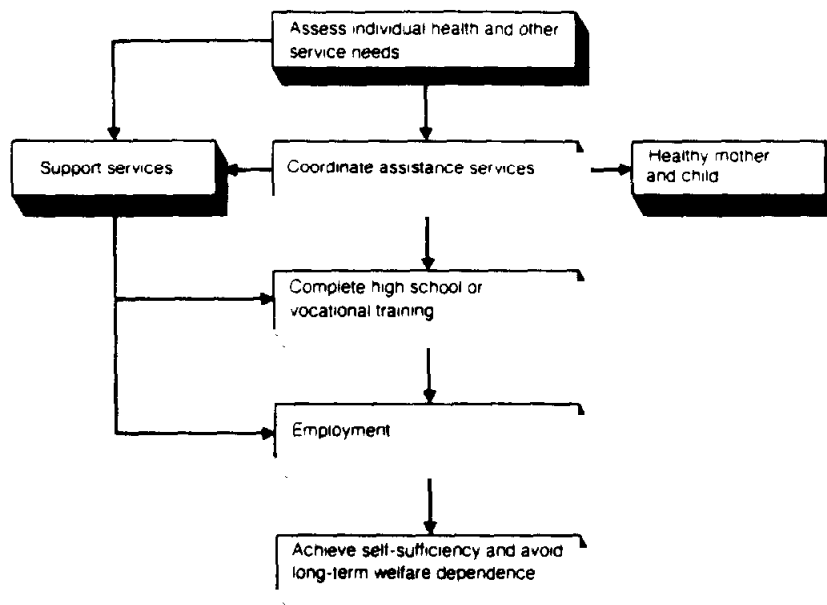 Assess individual health and other
service needs
Support services
Coordinate assistance services
Healthy mother
and child
Complete high school or
vocational training
Employment
Achieve self-sufficiency and avoid
long-term welfare dependence